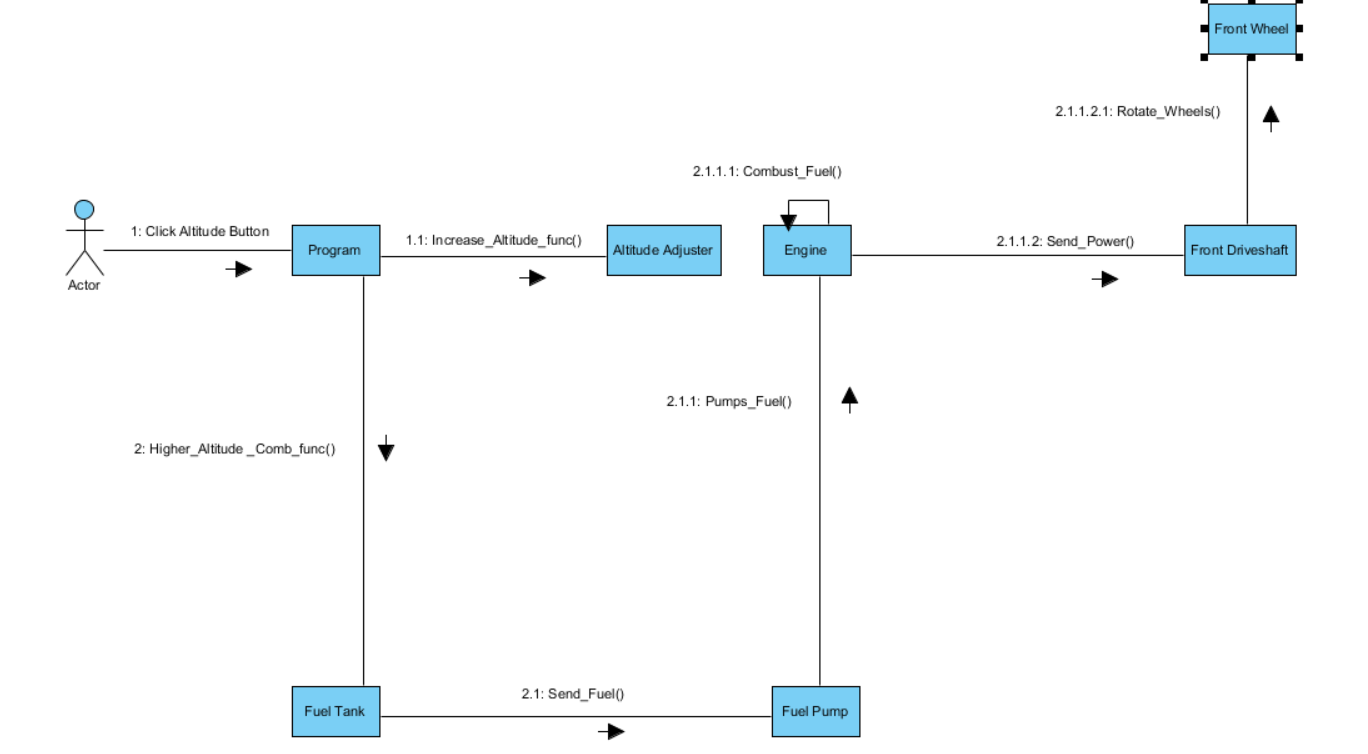 Front Wheel
2.1.1.2.1: Rotate_Wheels()
2.1.1.1: Combust_Fuel()
1: Click Altitude Button
Program
1.1: Increase_Altitude_func()
Altitude Adjuster
Engine
2.1.1.2: Send_Power()
Front Driveshaft
Actor
2.1.1: Pumps_Fuel()
2: Higher_Altitude _Comb_func()
2.1: Send_Fuel()
Fuel Tank
Fuel Pump